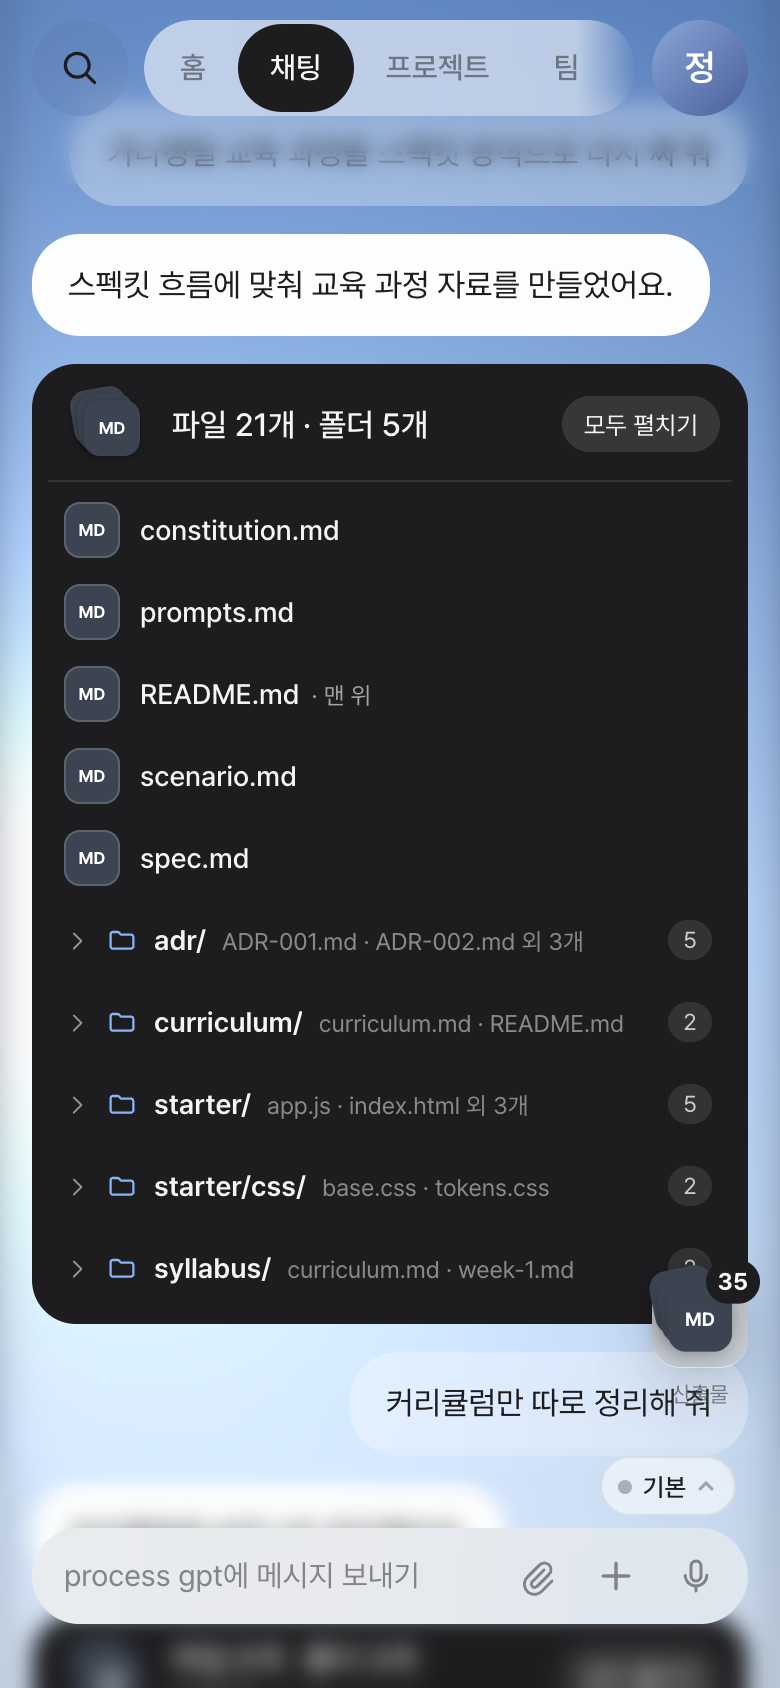 홈
채팅
프로젝트
팀
정
스펙킷 흐름에 맞춰 교육 과정 자료를 만들었어요.
MD
파일 21개 · 폴더 5개
모두 펼치기
MD
constitution.md
MD
prompts.md
MD
README.md · 맨 위
MD
scenario.md
MD
spec.md
adr/ ADR-001.md · ADR-002.md 외 3개 5
curriculum/ curriculum.md · README.md 2
starter/ app.js · index.html 외 3개 5
starter/css/ base.css · tokens.css 2
syllabus/ curriculum.md · week-1.md
35
MD
산출물
커리큘럼만 따로 정리해 줘
기본
process gpt에 메시지 보내기